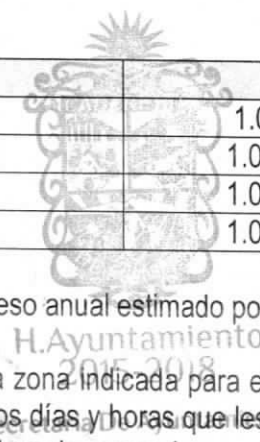 1.0
1.0
1.0
1.0
eso anual estimado po
H.Ayuntamiento
2015-2018
a zona indicada para e
os días y horas que les